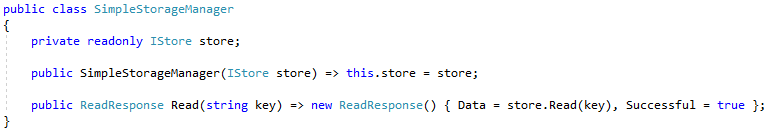 public class SimpleStorageManager
{
    private readonly IStore store;
    public SimpleStorageManager(IStore store) => this.store = store;
    public ReadResponse Read(string key) => new ReadResponse() { Data = store.Read(key), Successful = true };
}